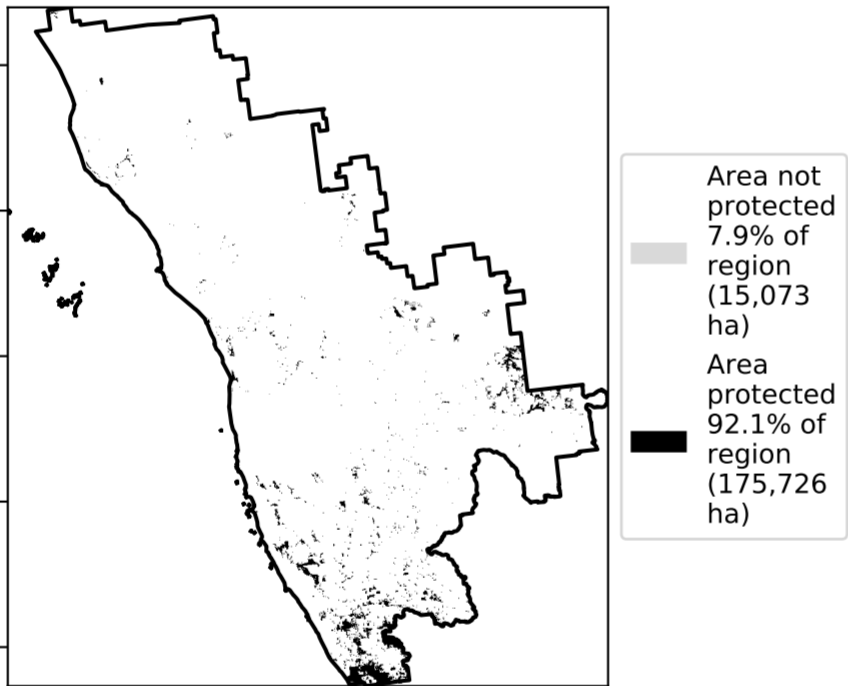 Area not
protected
7.9% of
region
(15,073
ha)
Area
protected
92.1% of
region
(175,726
ha)